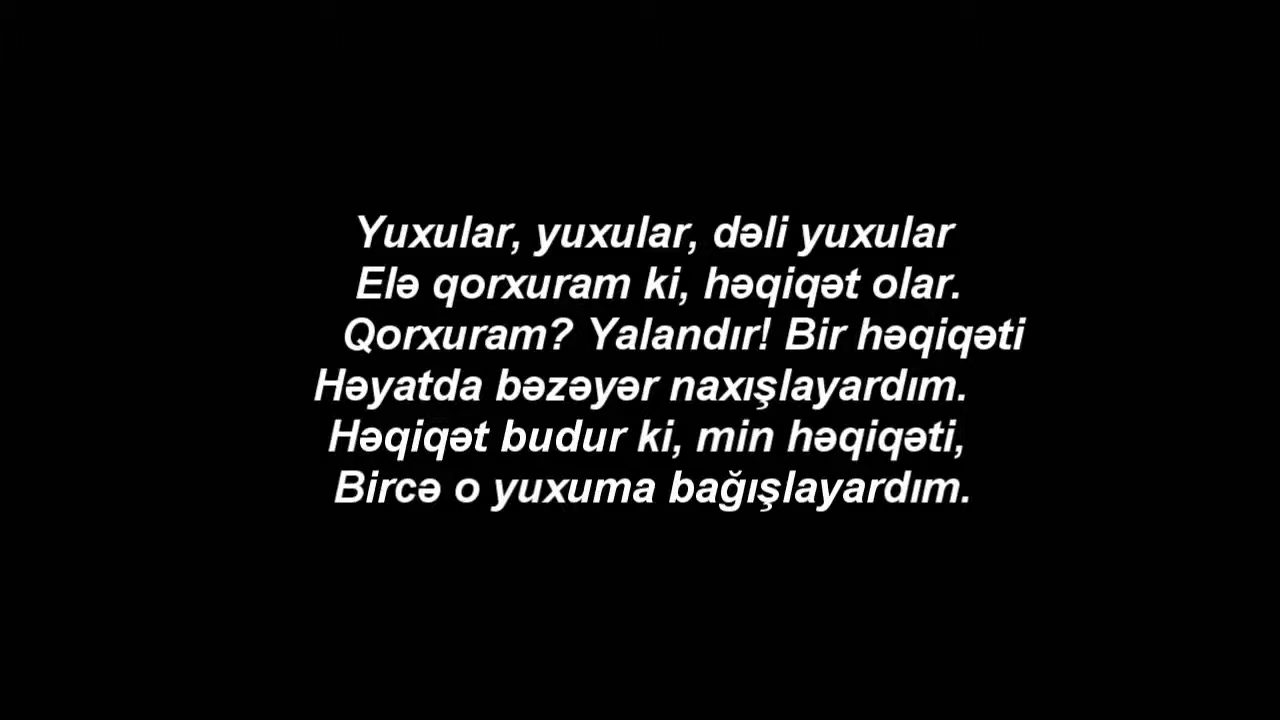 Yuxular, yuxular, dəli yuxular
Elə qorxuram ki, həqiqət olar.
Qorxuram? Yalandır! Bir həqiqəti
Həyatda bəzəyər naxışlayardım.
Həqiqət budur ki, min həqiqəti,
Bircə o yuxuma bağışlayardım.